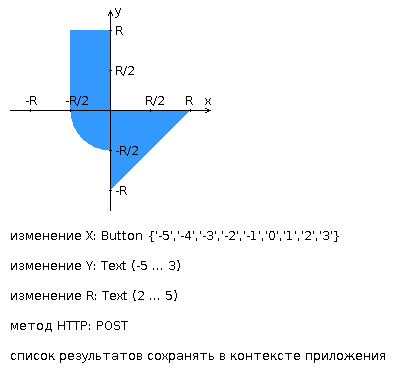 y
R
R/2
-R
-R/2
R/2
R
x
-R/2
-R
изменение X: Button {'-5','-4','-3','-2','-1','0','1','2','3'}
изменение Y: Text (-5 ... 3)
изменение R: Text (2 ... 5)
метод HTTP: POST
список результатов сохранять в контексте приложения